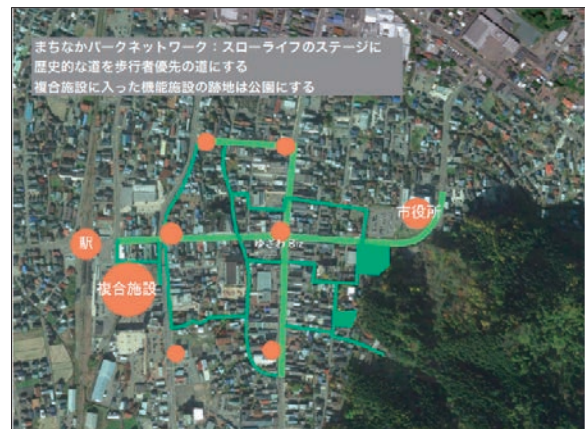 まちなかパークネットワーク：スローライフのステージに
歴史的な道を歩行者優先の道にする
複合施設に入った機能施設の跡地は公園にする
市役所
駅
ゆざわ Biz
複合施設